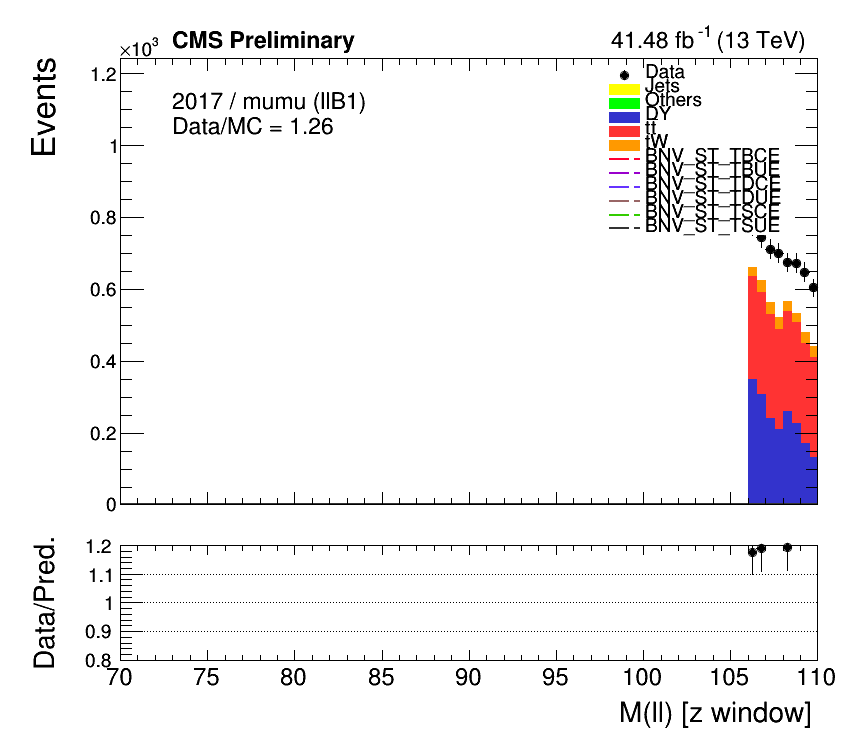 ×10³ CMS Preliminary 41.48 fb⁻¹ (13 TeV)
Events
2017 / mumu (llB1)
Data/MC = 1.26
Data
Jets
Others
DY
tt
tW
BNV_ST_TBCE
BNV_ST_TBUE
BNV_ST_TDCE
BNV_ST_TDUE
BNV_ST_TSCE
BNV_ST_TSUE
1.2
1
0.8
0.6
0.4
0.2
0
Data/Pred.
1.2
1.1
1
0.9
0.8
70 75 80 85 90 95 100 105 110
M(ll) [z window]